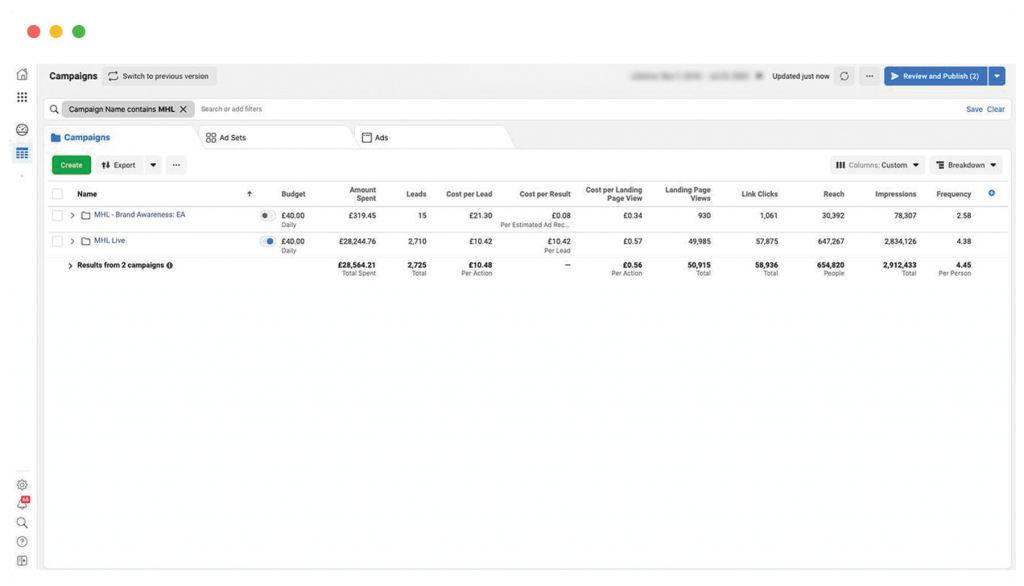 Campaigns Switch to previous version Updated just now Review and Publish (2)
Campaign Name contains MHL Search or add filters Save Clear
Campaigns Ad Sets Ads
Create Export Columns: Custom Breakdown
Name Budget Amount Spent Leads Cost per Lead Cost per Result Cost per Landing Page View Landing Page Views Link Clicks Reach Impressions Frequency
MHL - Brand Awareness: EA £40.00 £319.45 15 £21.30 £0.08 £0.34 930 1,061 30,392 78,307 2.58
Daily Per Estimated Ad Rec...
MHL Live £40.00 £28,244.76 2,710 £10.42 £10.42 £0.57 49,985 57,875 647,267 2,834,126 4.38
Daily Per Lead
Results from 2 campaigns £28,564.21 2,725 £10.48 — £0.56 50,915 58,936 654,820 2,912,433 4.45
Total Spent Total Per Action Per Action Total Total People Total Per Person